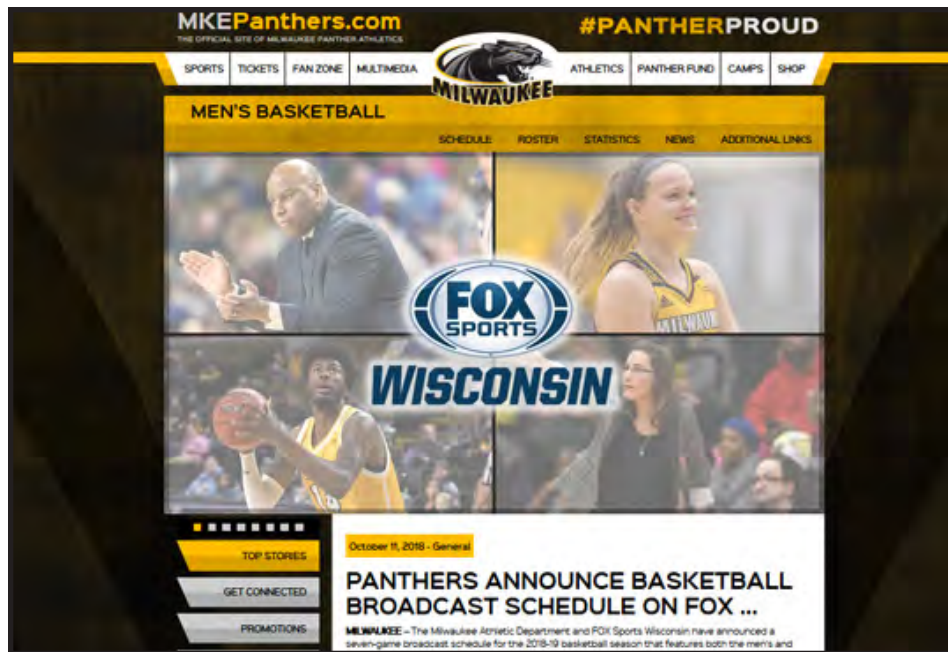 MKEPanthers.com
THE OFFICIAL SITE OF MILWAUKEE PANTHER ATHLETICS
#PANTHERPROUD
SPORTS TICKETS FAN ZONE MULTIMEDIA
MILWAUKEE
ATHLETICS PANTHER FUND CAMPS SHOP
MEN'S BASKETBALL
SCHEDULE ROSTER STATISTICS NEWS ADDITIONAL LINKS
FOX
SPORTS
WISCONSIN
TOP STORIES
GET CONNECTED
PROMOTIONS
October 11, 2018 - General
PANTHERS ANNOUNCE BASKETBALL
BROADCAST SCHEDULE ON FOX ...
MILWAUKEE – The Milwaukee Athletic Department and FOX Sports Wisconsin have announced a
seven-game broadcast schedule for the 2018-19 basketball season that features both the men's and